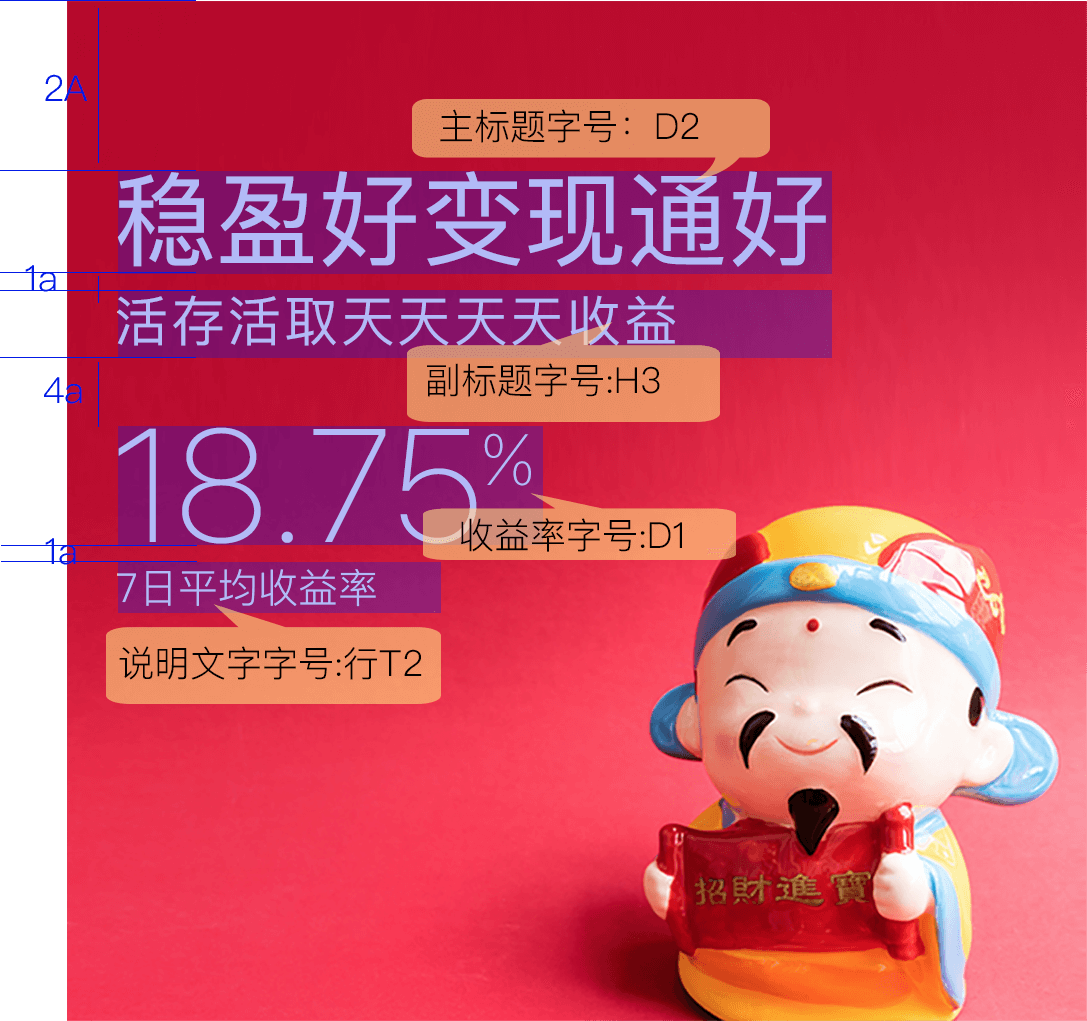 2A
主标题字号：D2
稳盈好变现通好
1a
活存活取天天天天收益
副标题字号:H3
4a
18.75%
收益率字号:D1
1a
7日平均收益率
说明文字字号:行T2
招財進寶